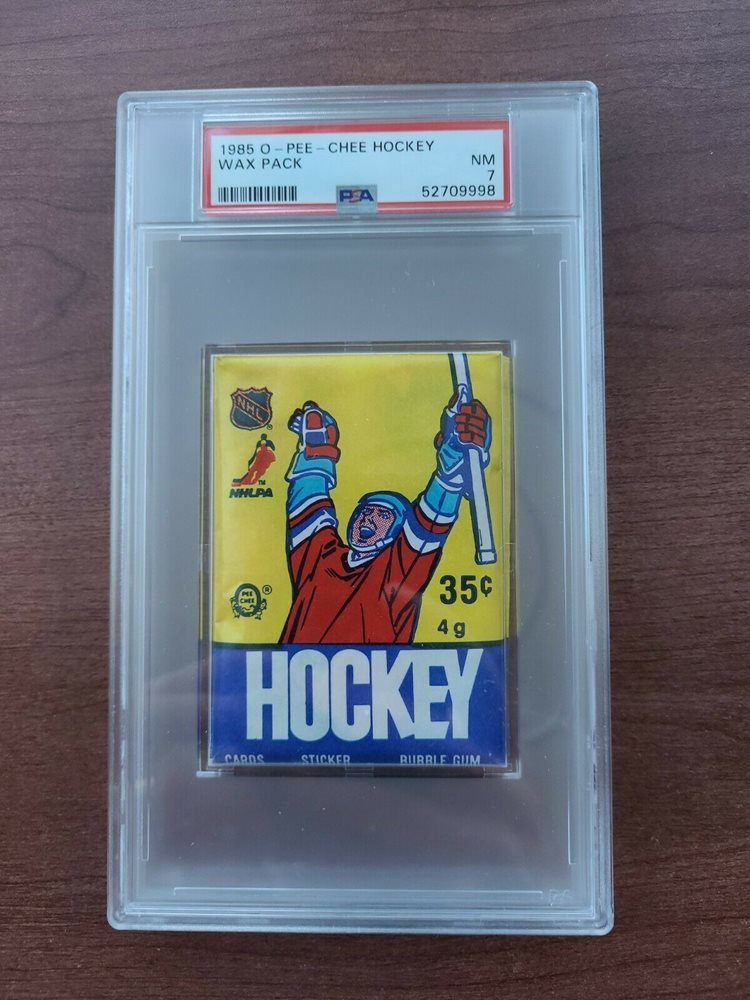 1985 O-PEE-CHEE HOCKEY
WAX PACK
NM
7
PSA
52709998
NHL
®
TM
NHLPA
PEE
CHEE
®
35¢
4g
HOCKEY
CARDS STICKER BUBBLE GUM